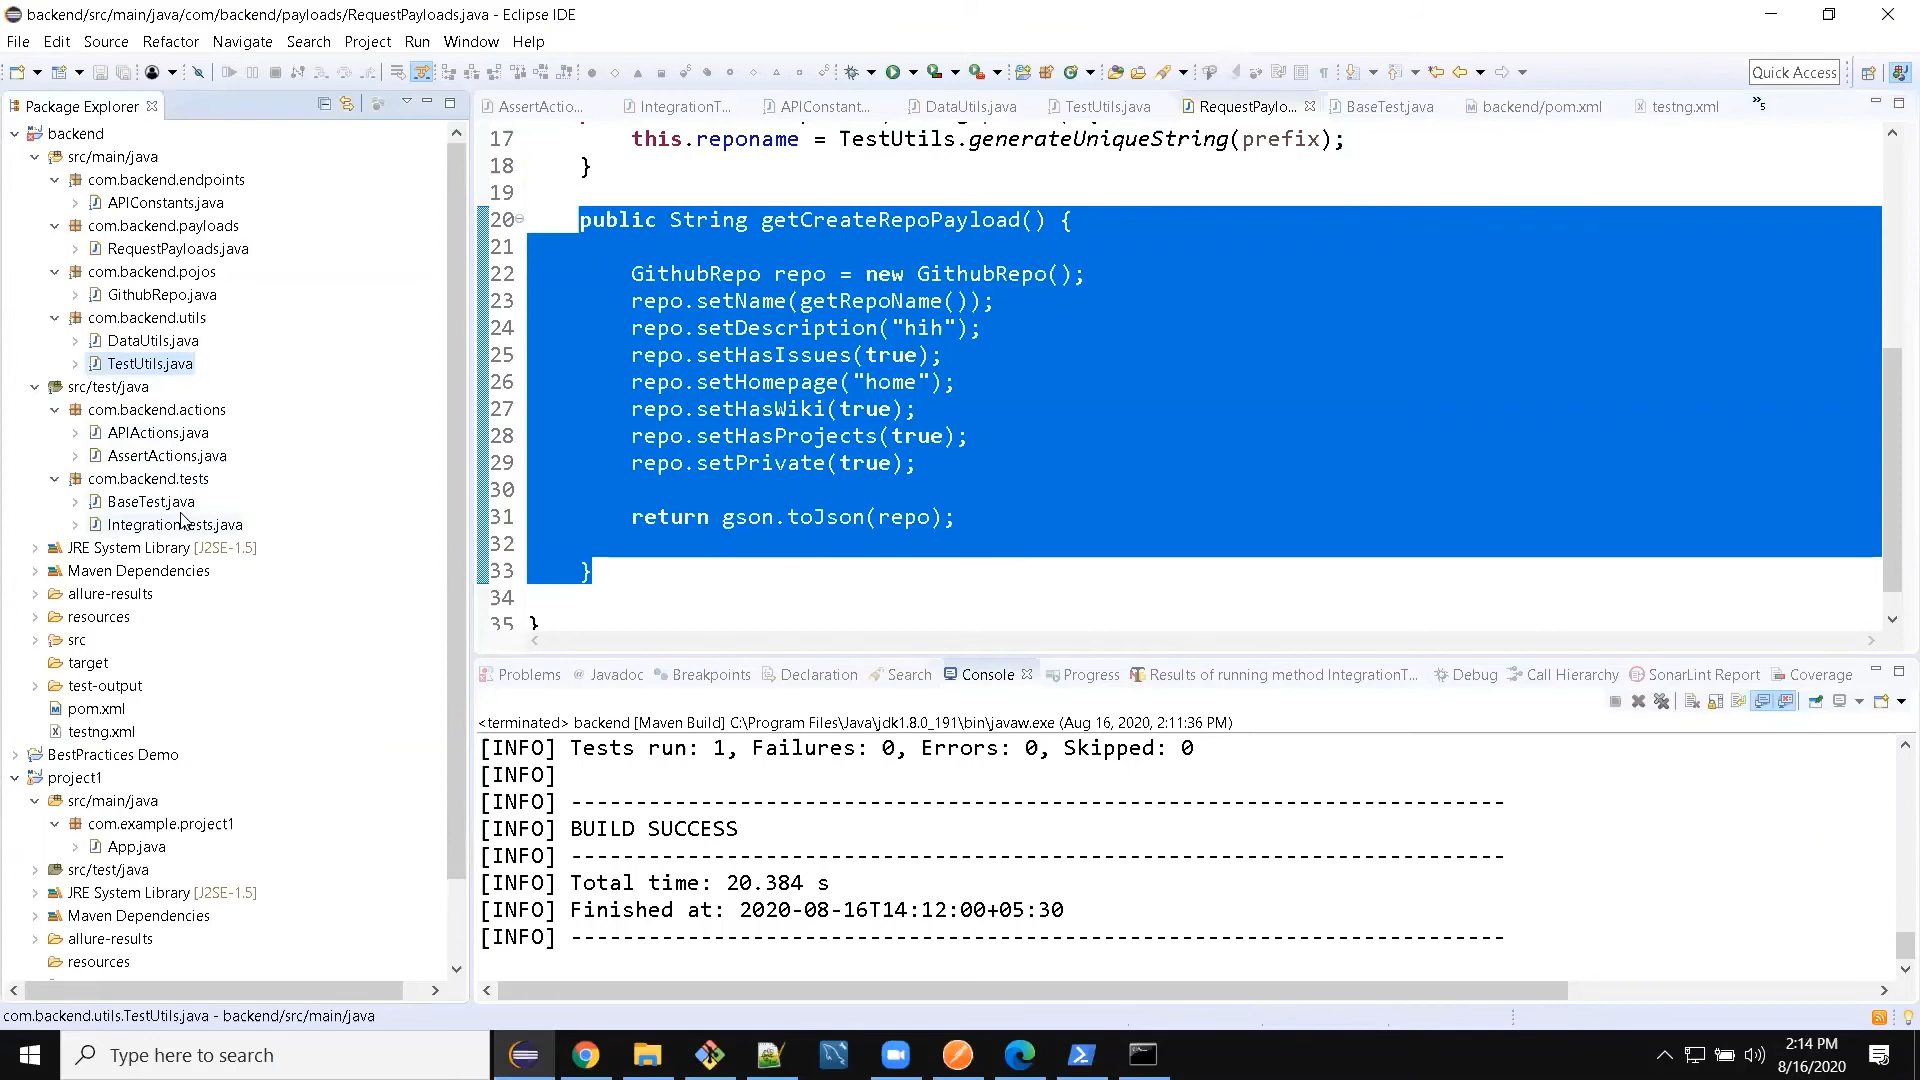 backend/src/main/java/com/backend/payloads/RequestPayloads.java - Eclipse IDE
File Edit Source Refactor Navigate Search Project Run Window Help
Quick Access
Package Explorer
backend
src/main/java
com.backend.endpoints
APIConstants.java
com.backend.payloads
RequestPayloads.java
com.backend.pojos
GithubRepo.java
com.backend.utils
DataUtils.java
TestUtils.java
src/test/java
com.backend.actions
APIActions.java
AssertActions.java
com.backend.tests
BaseTest.java
IntegrationTests.java
JRE System Library [J2SE-1.5]
Maven Dependencies
allure-results
resources
src
target
test-output
pom.xml
testng.xml
BestPractices Demo
project1
src/main/java
com.example.project1
App.java
src/test/java
JRE System Library [J2SE-1.5]
Maven Dependencies
allure-results
resources
AssertActio... IntegrationT... APIConstant... DataUtils.java TestUtils.java RequestPaylo... BaseTest.java backend/pom.xml testng.xml »5
17 this.reponame = TestUtils.generateUniqueString(prefix);
18 }
19
20 public String getCreateRepoPayload() {
21
22 GithubRepo repo = new GithubRepo();
23 repo.setName(getRepoName());
24 repo.setDescription("hih");
25 repo.setHasIssues(true);
26 repo.setHomepage("home");
27 repo.setHasWiki(true);
28 repo.setHasProjects(true);
29 repo.setPrivate(true);
30
31 return gson.toJson(repo);
32
33 }
34
35 }
Problems @ Javadoc Breakpoints Declaration Search Console Progress Results of running method IntegrationT... Debug Call Hierarchy SonarLint Report Coverage
<terminated> backend [Maven Build] C:\Program Files\Java\jdk1.8.0_191\bin\javaw.exe (Aug 16, 2020, 2:11:36 PM)
[INFO] Tests run: 1, Failures: 0, Errors: 0, Skipped: 0
[INFO]
[INFO] ------------------------------------------------------------------------
[INFO] BUILD SUCCESS
[INFO] ------------------------------------------------------------------------
[INFO] Total time: 20.384 s
[INFO] Finished at: 2020-08-16T14:12:00+05:30
[INFO] ------------------------------------------------------------------------
com.backend.utils.TestUtils.java - backend/src/main/java
Type here to search
2:14 PM
8/16/2020